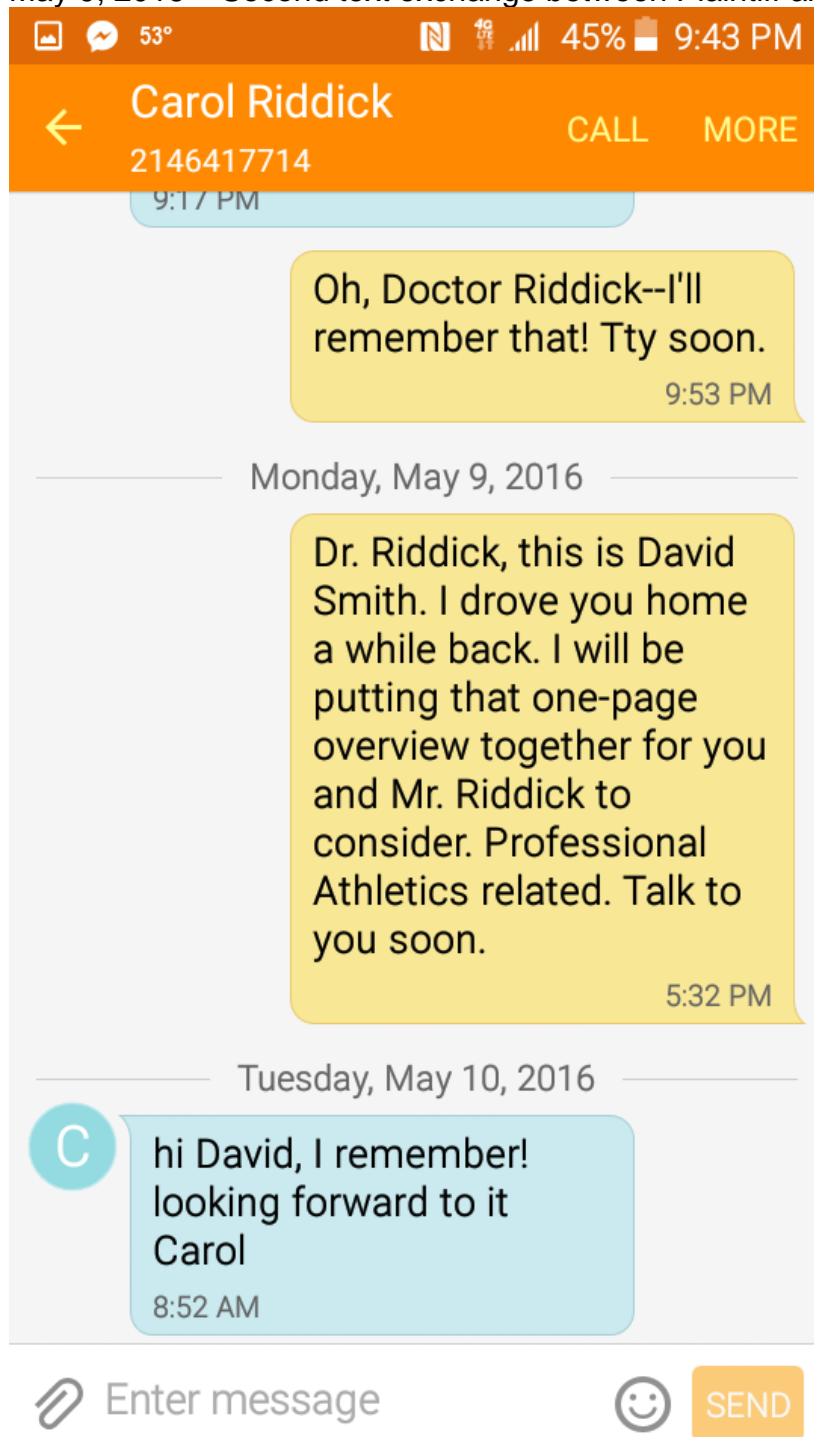 53° 45% 9:43 PM
Carol Riddick
CALL MORE
2146417714
9:17 PM
Oh, Doctor Riddick--I'll
remember that! Tty soon.
9:53 PM
Monday, May 9, 2016
Dr. Riddick, this is David
Smith. I drove you home
a while back. I will be
putting that one-page
overview together for you
and Mr. Riddick to
consider. Professional
Athletics related. Talk to
you soon.
5:32 PM
Tuesday, May 10, 2016
C
hi David, I remember!
looking forward to it
Carol
8:52 AM
Enter message
SEND